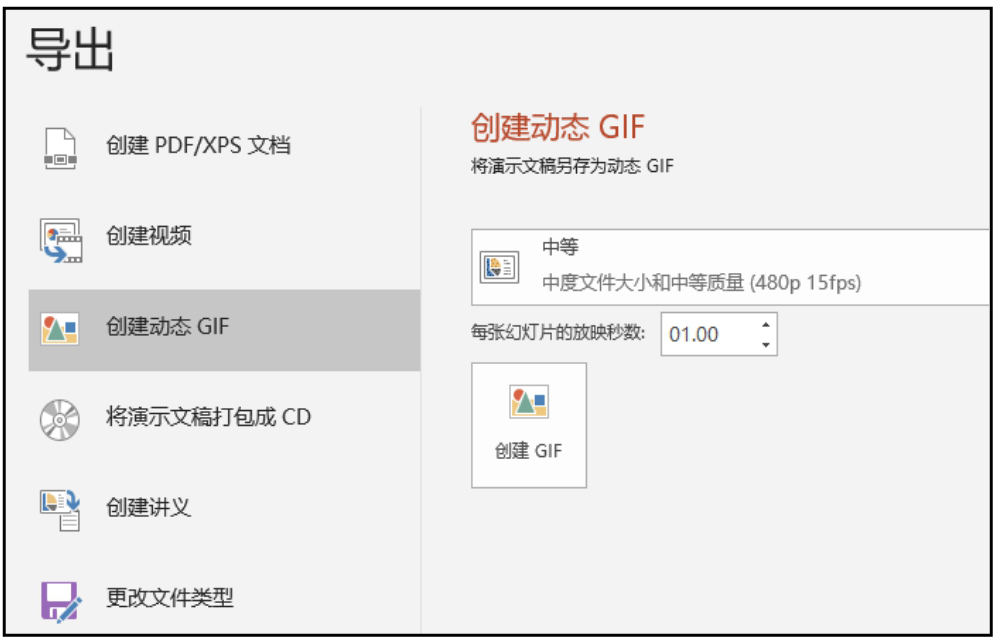 导出
创建 PDF/XPS 文档
创建视频
创建动态 GIF
将演示文稿打包成 CD
创建讲义
更改文件类型
创建动态 GIF
将演示文稿另存为动态 GIF
中等
中度文件大小和中等质量 (480p 15fps)
每张幻灯片的放映秒数: 01.00
创建 GIF